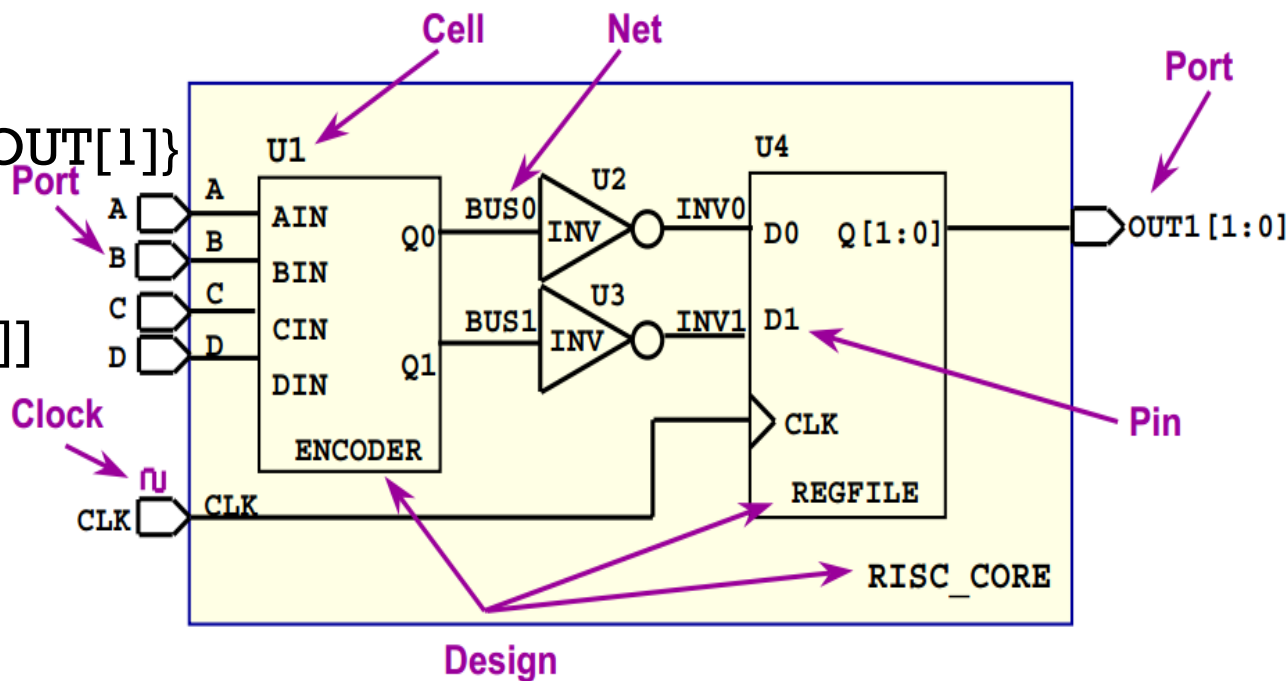 Cell
Net
Port
OUT[1]}
Port
U1
U4
A
A
AIN
BUS0
U2
INV
INV0
D0
Q[1:0]
OUT1[1:0]
Q0
B
B
BIN
C
C
CIN
BUS1
U3
INV
INV1
D1
]]
D
D
DIN
Q1
Clock
ENCODER
CLK
Pin
CLK
CLK
REGFILE
RISC_CORE
Design